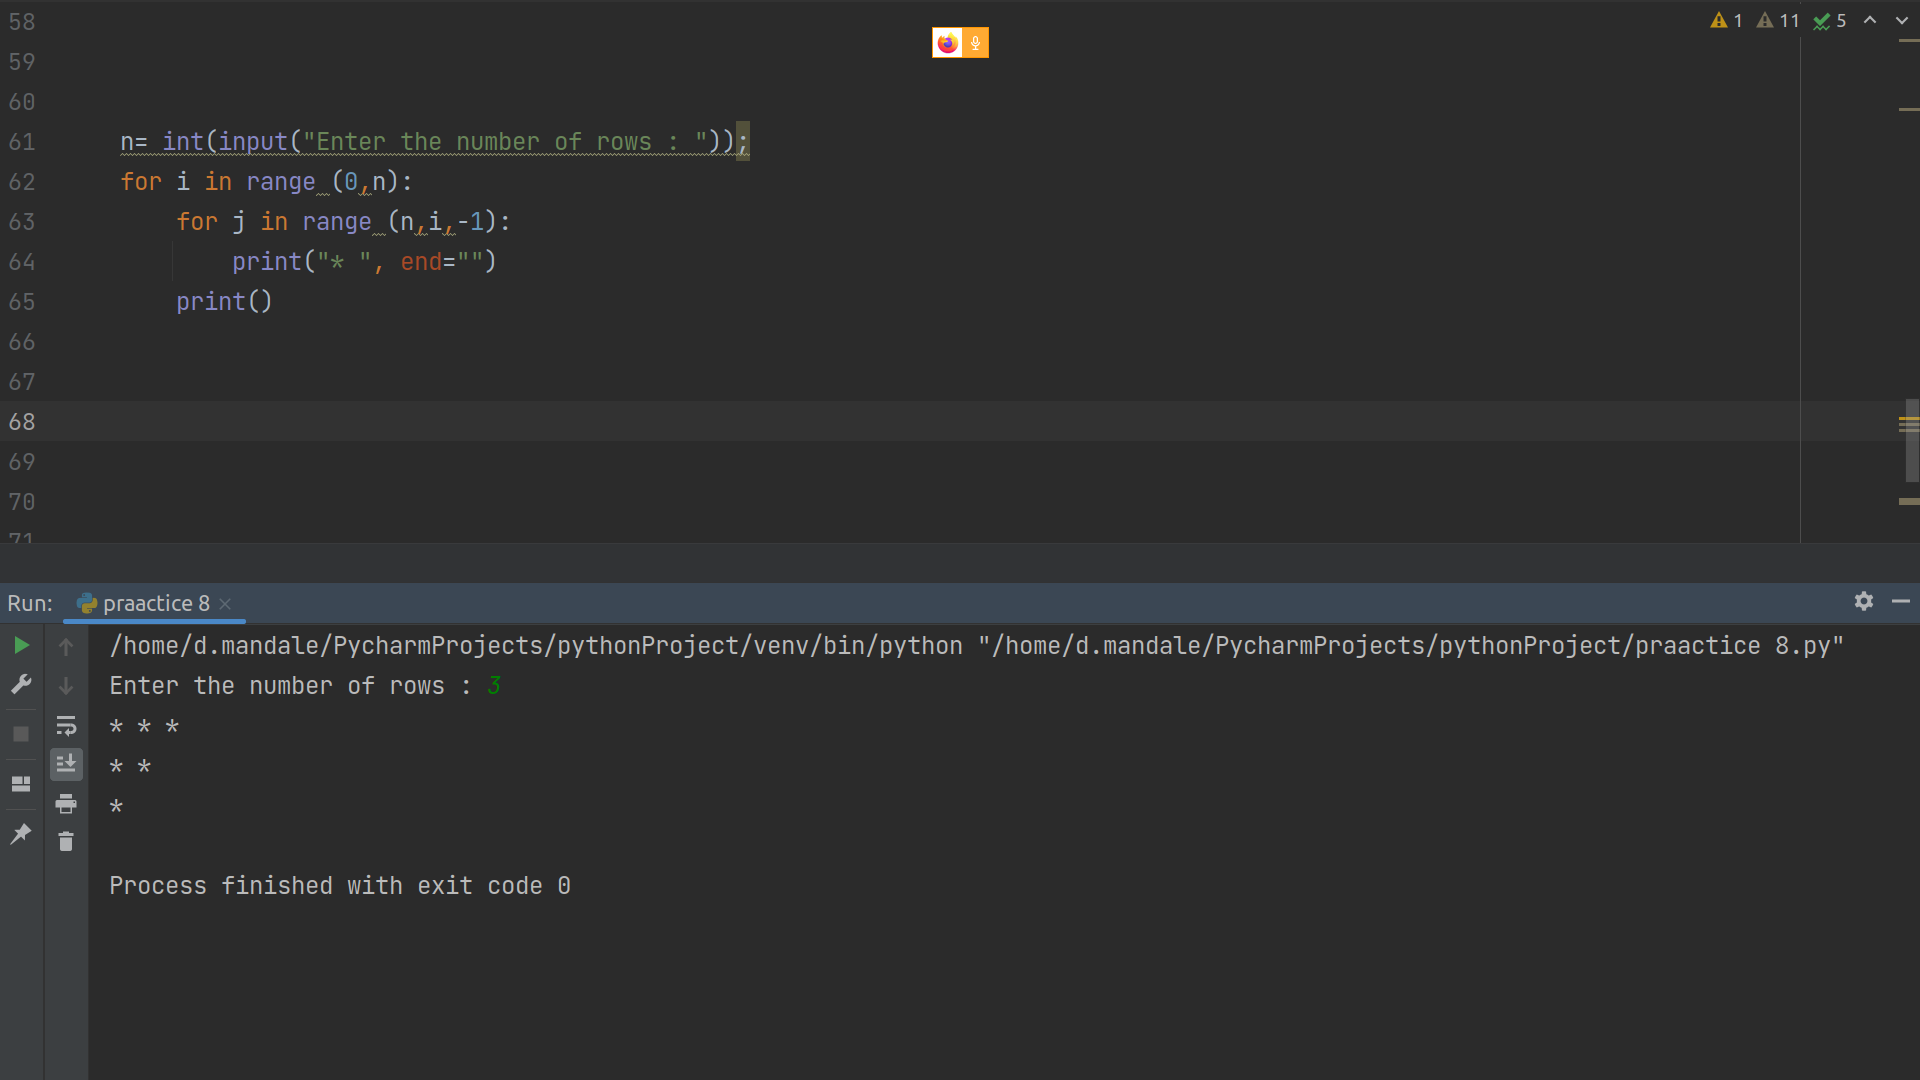 58
1 11 5
59
60
61 n= int(input("Enter the number of rows : "));
62 for i in range (0,n):
63 for j in range (n,i,-1):
64 print("* ", end="")
65 print()
66
67
68
69
70
71
Run: praactice 8
/home/d.mandale/PycharmProjects/pythonProject/venv/bin/python "/home/d.mandale/PycharmProjects/pythonProject/praactice 8.py"
Enter the number of rows : 3
* * *
* *
*
Process finished with exit code 0